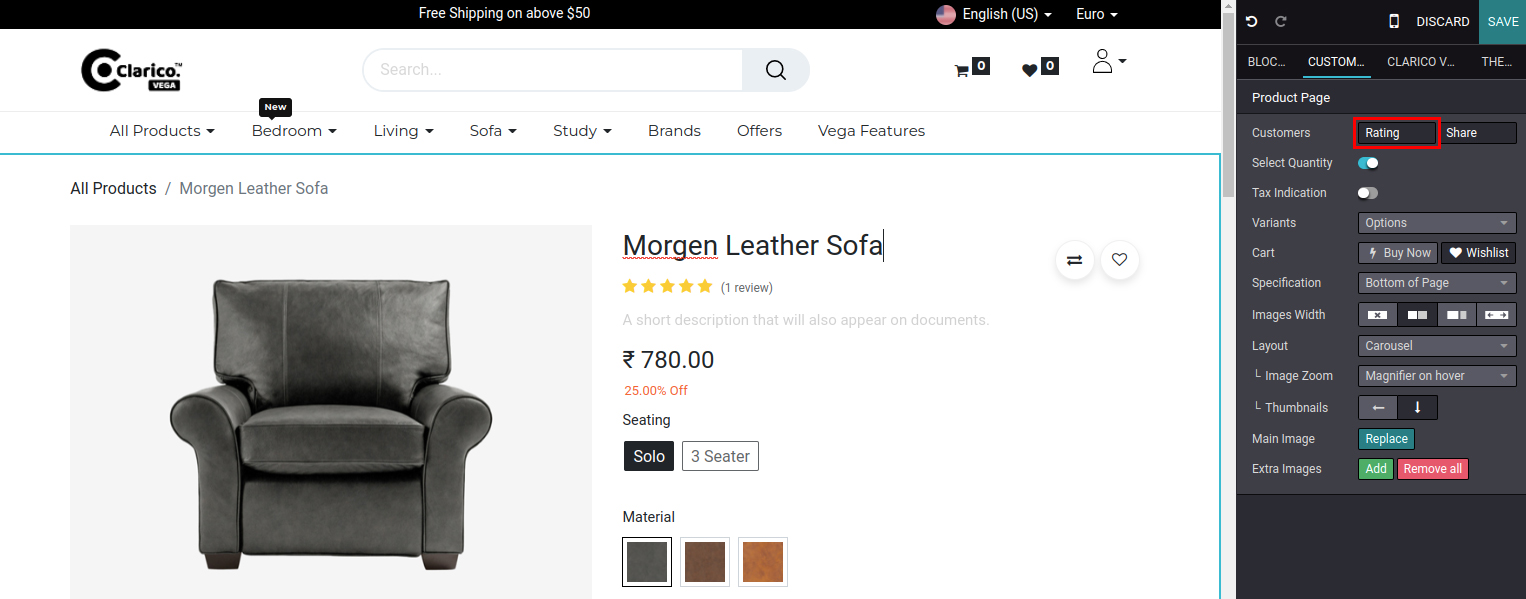 Free Shipping on above $50
English (US)
Euro
Clarico.™
VEGA
Search...
0
0
New
All Products
Bedroom
Living
Sofa
Study
Brands
Offers
Vega Features
All Products / Morgen Leather Sofa
Morgen Leather Sofa
(1 review)
A short description that will also appear on documents.
₹ 780.00
25.00% Off
Seating
Solo
3 Seater
Material
DISCARD
SAVE
BLOC...
CUSTOM...
CLARICO V...
THE...
Product Page
Customers Rating Share
Select Quantity
Tax Indication
Variants Options
Cart Buy Now Wishlist
Specification Bottom of Page
Images Width
Layout Carousel
└ Image Zoom Magnifier on hover
└ Thumbnails
Main Image Replace
Extra Images Add Remove all